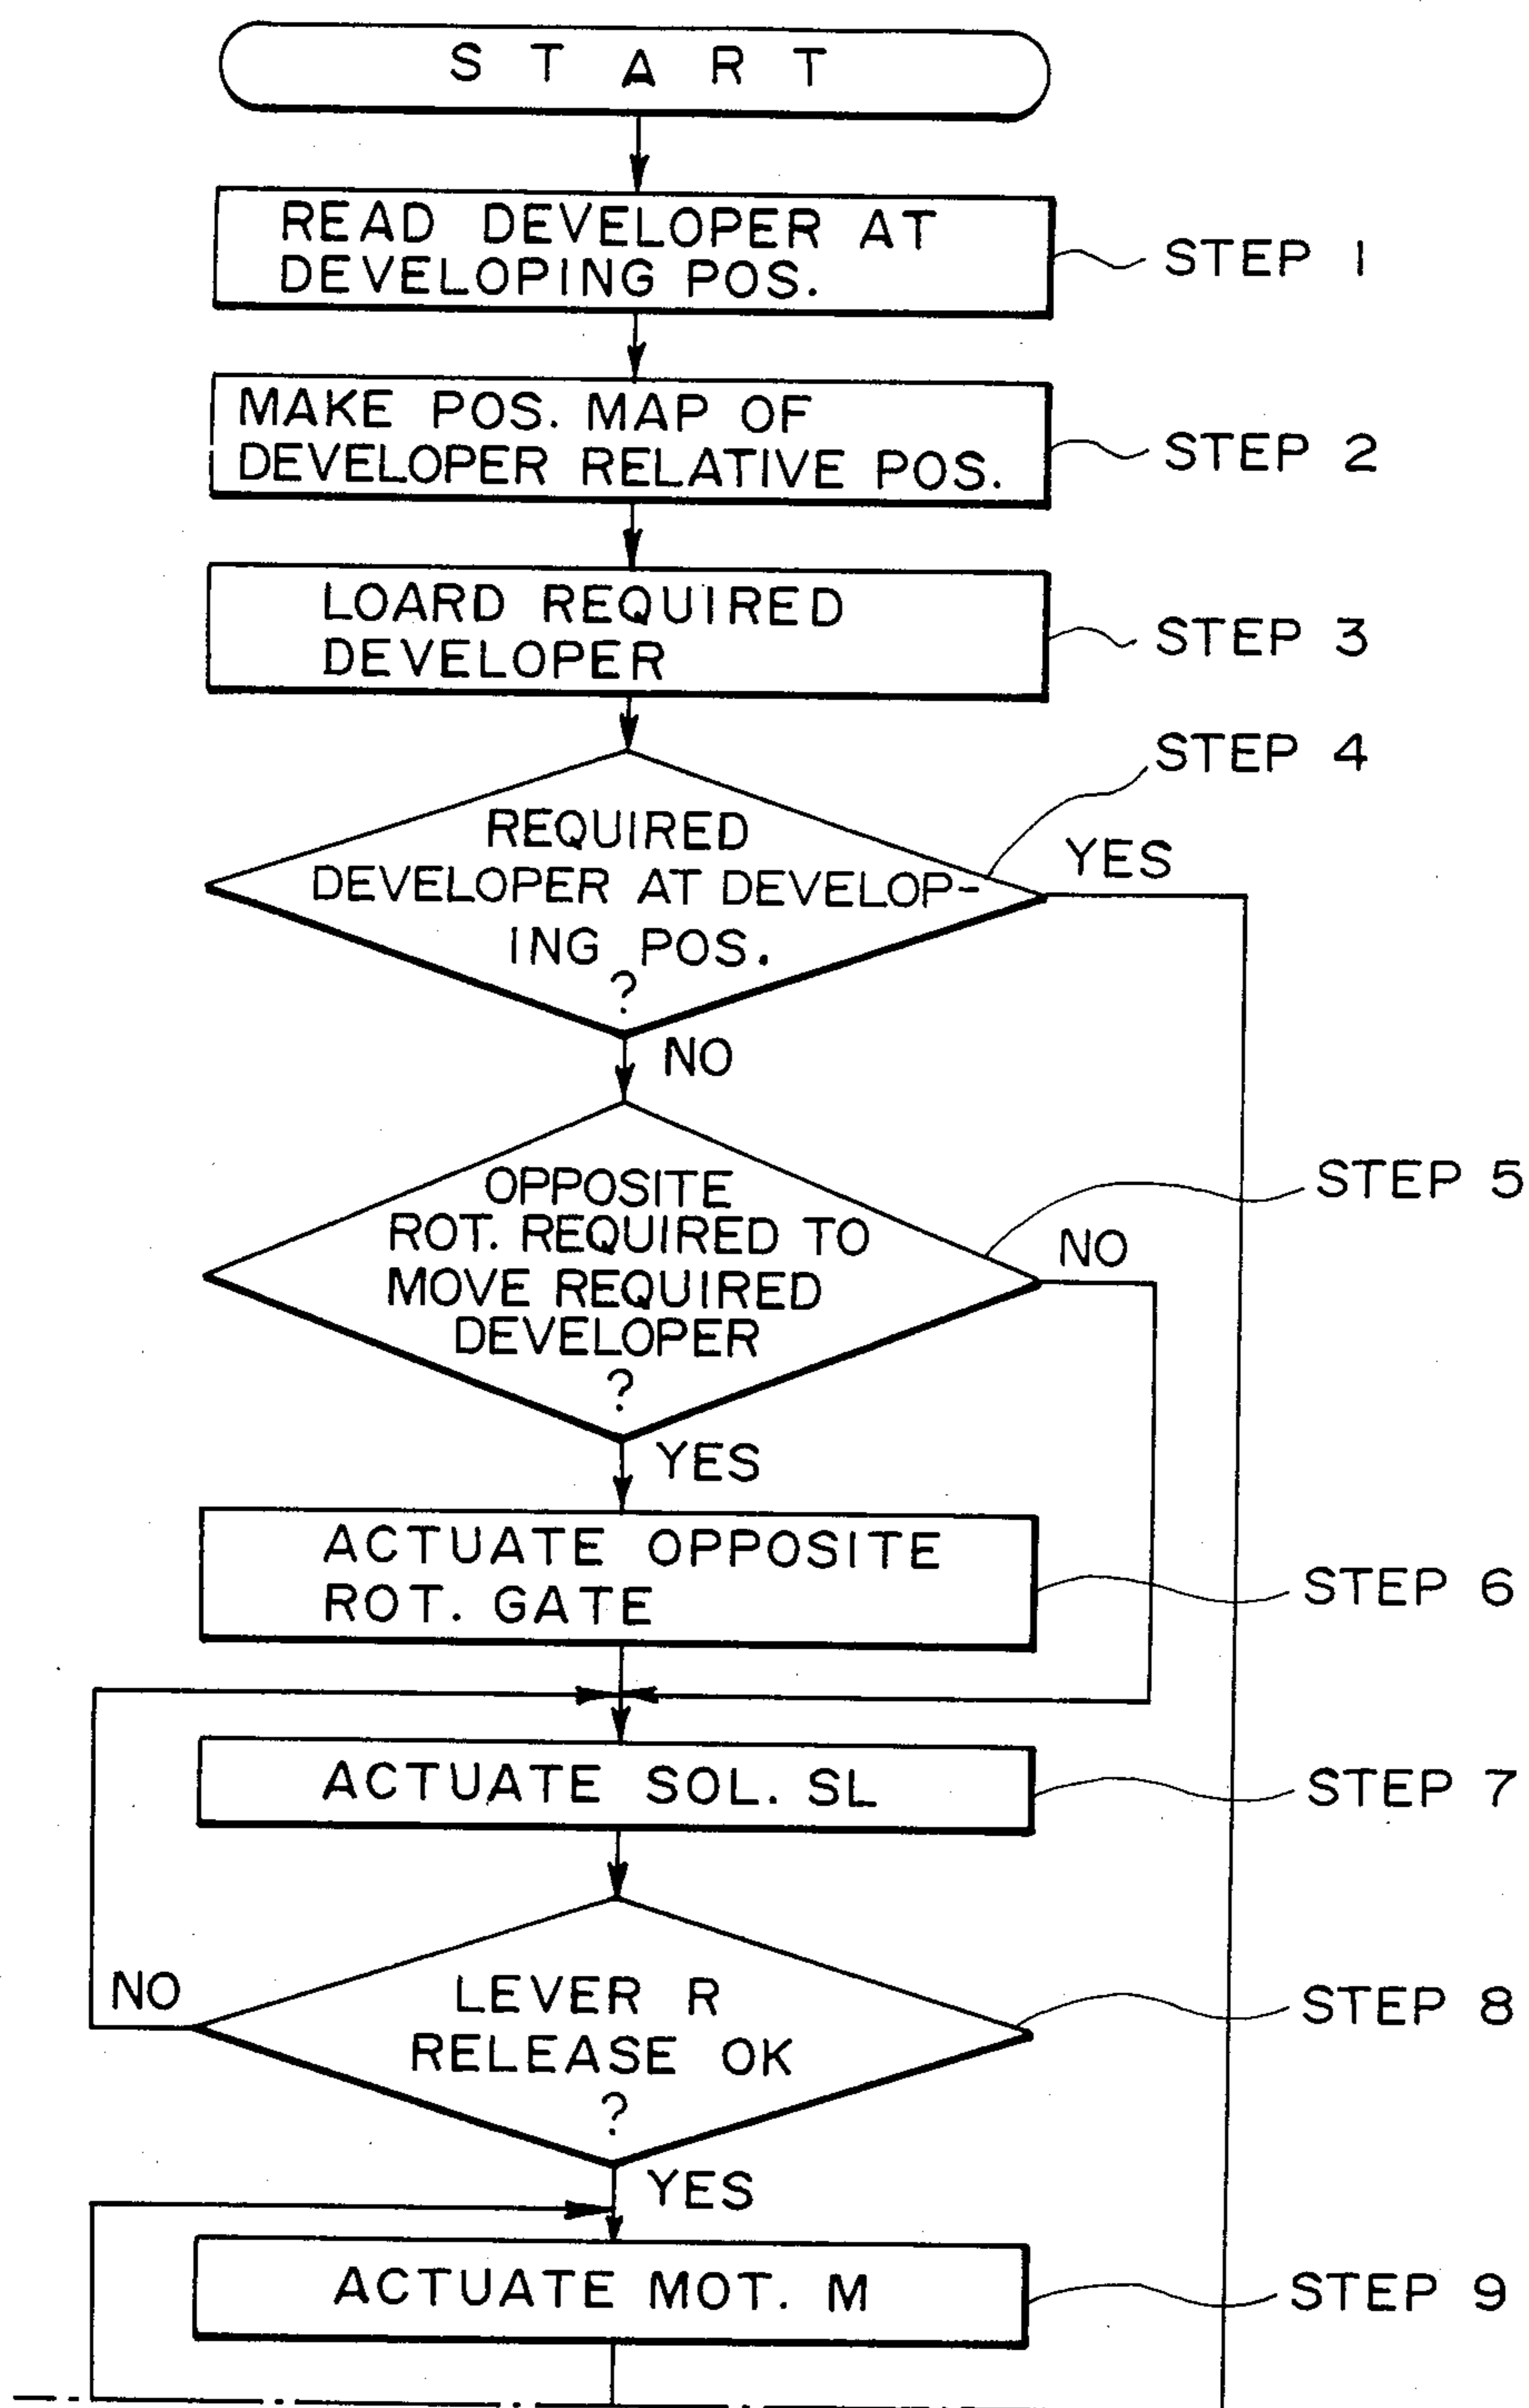 START
READ DEVELOPER AT
DEVELOPING POS.
STEP 1
MAKE POS. MAP OF
DEVELOPER RELATIVE POS.
STEP 2
LOARD REQUIRED
DEVELOPER
STEP 3
STEP 4
REQUIRED
DEVELOPER AT DEVELOP-
ING POS.
?
YES
NO
STEP 5
OPPOSITE
ROT. REQUIRED TO
MOVE REQUIRED
DEVELOPER
?
NO
YES
ACTUATE OPPOSITE
ROT. GATE
STEP 6
ACTUATE SOL. SL
STEP 7
LEVER R
RELEASE OK
?
NO
STEP 8
YES
ACTUATE MOT. M
STEP 9